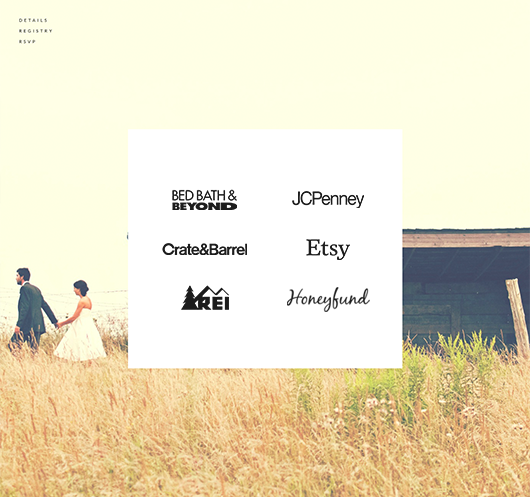 DETAILS
REGISTRY
RSVP
BED BATH &
BEYOND
JCPenney
Crate&Barrel
Etsy
REI
Honeyfund